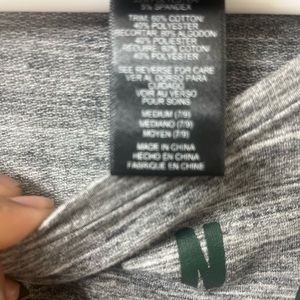 5% SPANDEX
TRIM: 60% COTTON/
40% POLYESTER
RECORTAR: 60% ALGODON
40% POLYESTER
60% COTON/
40% POLYESTER
SEE REVERSE FOR CARE
VER AL DORSO PARA
CUIDADO
VOIR AU VERSO
POUR SOINS
MEDIUM (7/9)
MEDIANO (7/9)
MOYEN (7/9)
MADE IN CHINA
HECHO EN CHINA
FABRIQUE EN CHINE
N